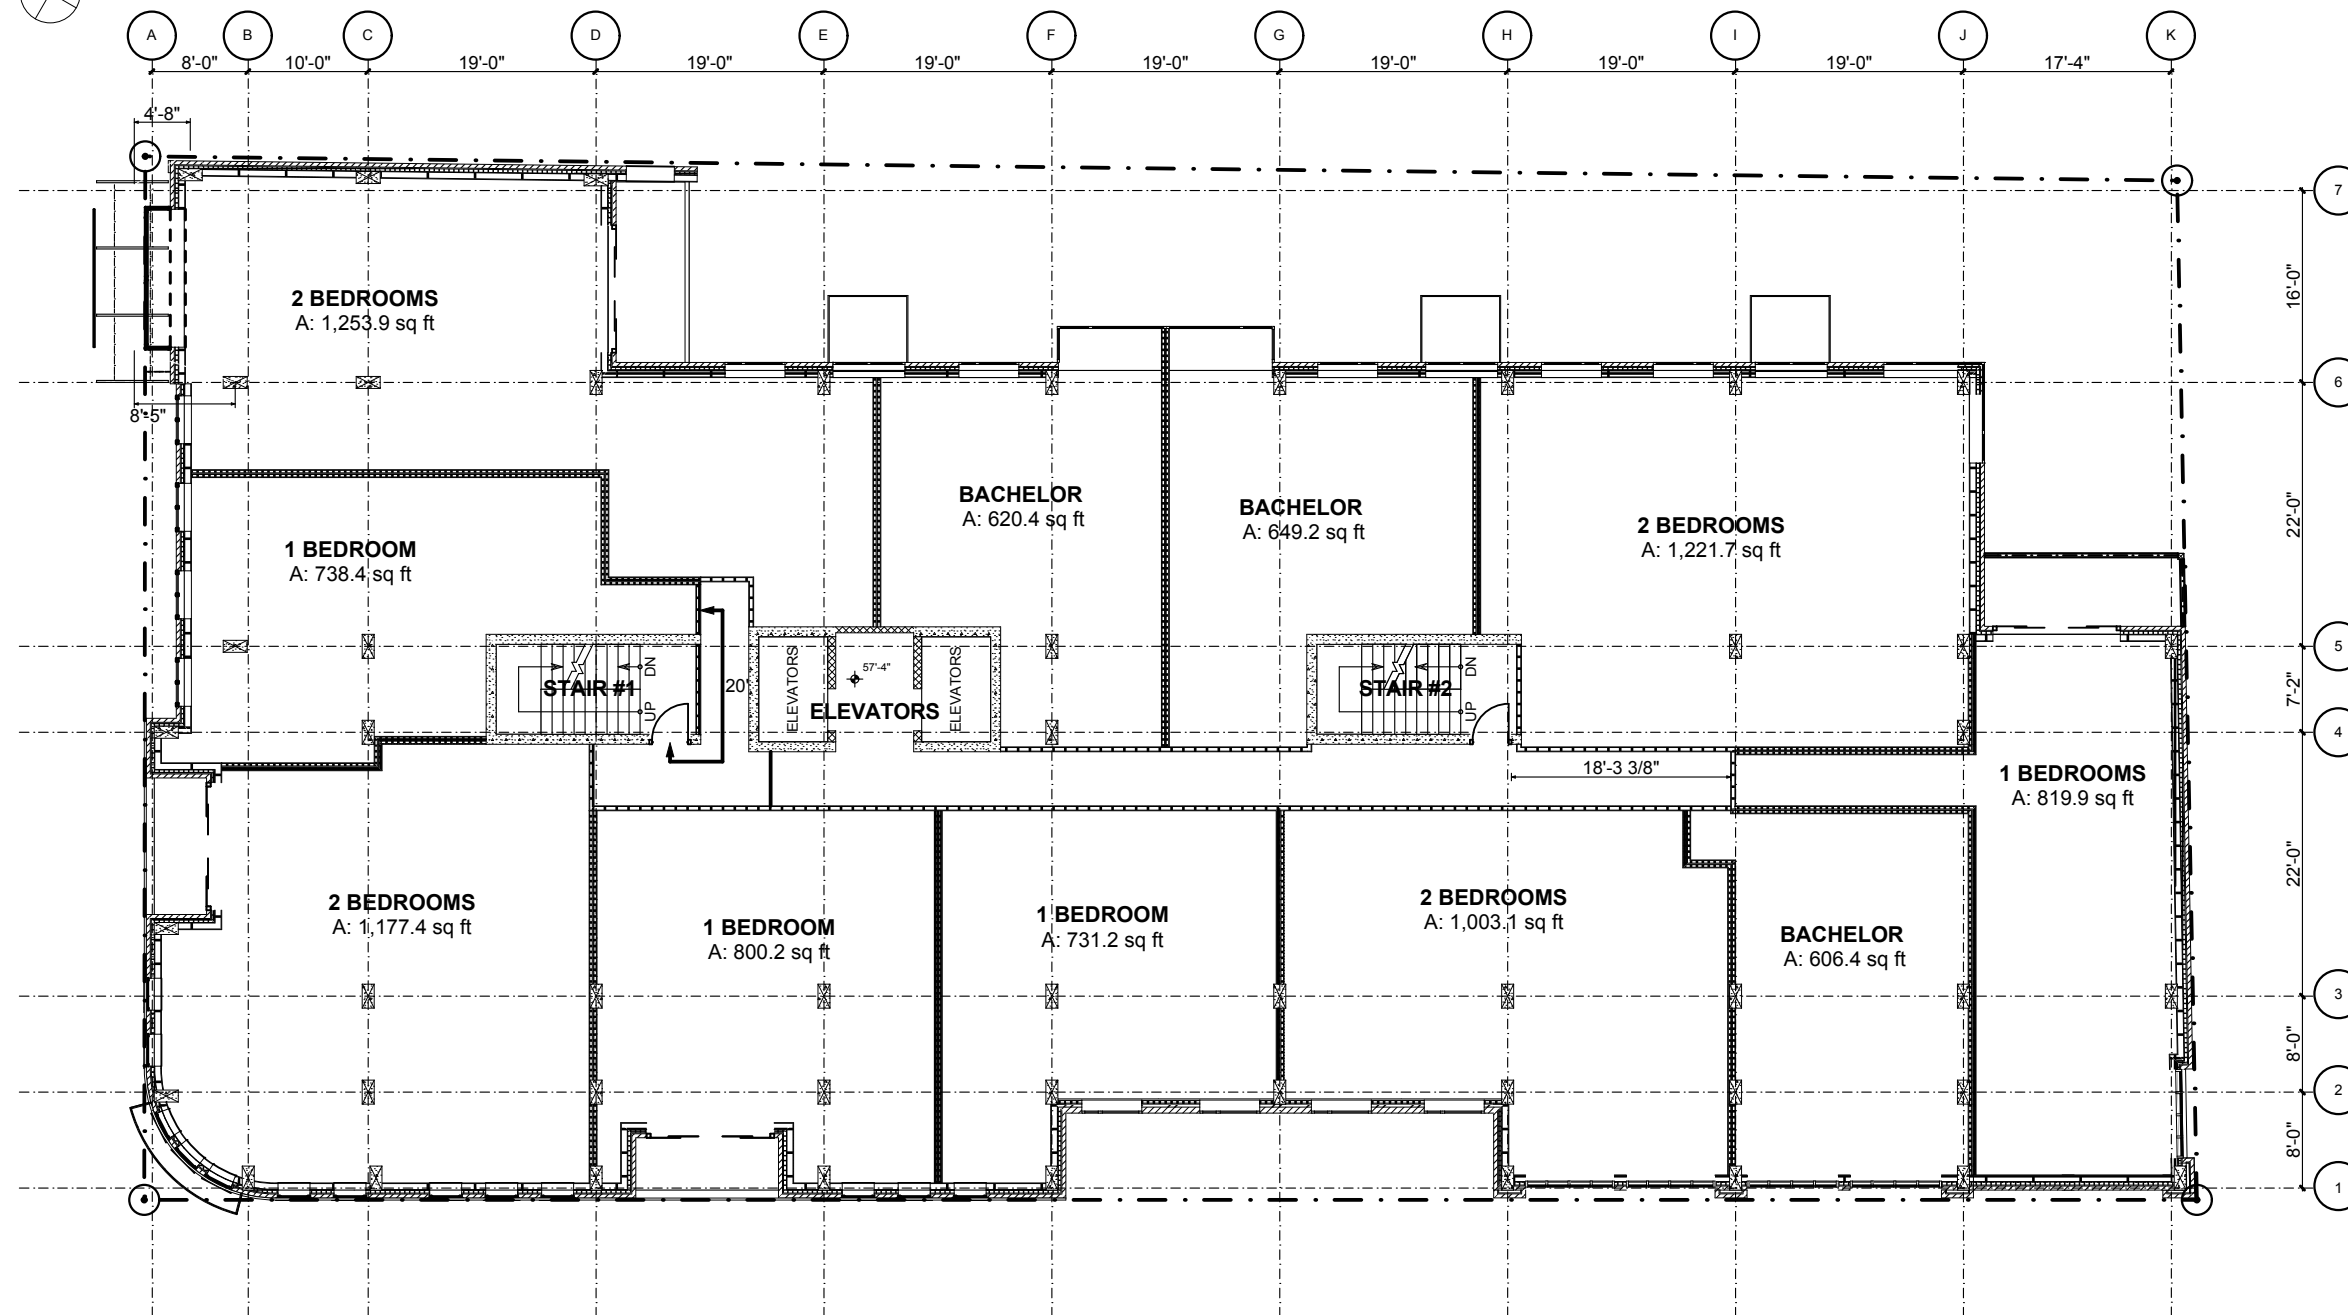 A B C D E F G H I J K
8'-0" 10'-0" 19'-0" 19'-0" 19'-0" 19'-0" 19'-0" 19'-0" 19'-0" 17'-4"
4'-8"
7
16'-0"
2 BEDROOMS
A: 1,253.9 sq ft
6
8'-5"
22'-0"
BACHELOR
A: 620.4 sq ft
BACHELOR
A: 649.2 sq ft
2 BEDROOMS
A: 1,221.7 sq ft
1 BEDROOM
A: 738.4 sq ft
5
STAIR #1
DN
UP
20'
ELEVATORS
57'-4"
ELEVATORS
ELEVATORS
STAIR #2
DN
UP
7'-2"
4
18'-3 3/8"
1 BEDROOMS
A: 819.9 sq ft
22'-0"
2 BEDROOMS
A: 1,177.4 sq ft
1 BEDROOM
A: 800.2 sq ft
1 BEDROOM
A: 731.2 sq ft
2 BEDROOMS
A: 1,003.1 sq ft
BACHELOR
A: 606.4 sq ft
3
8'-0"
2
8'-0"
1